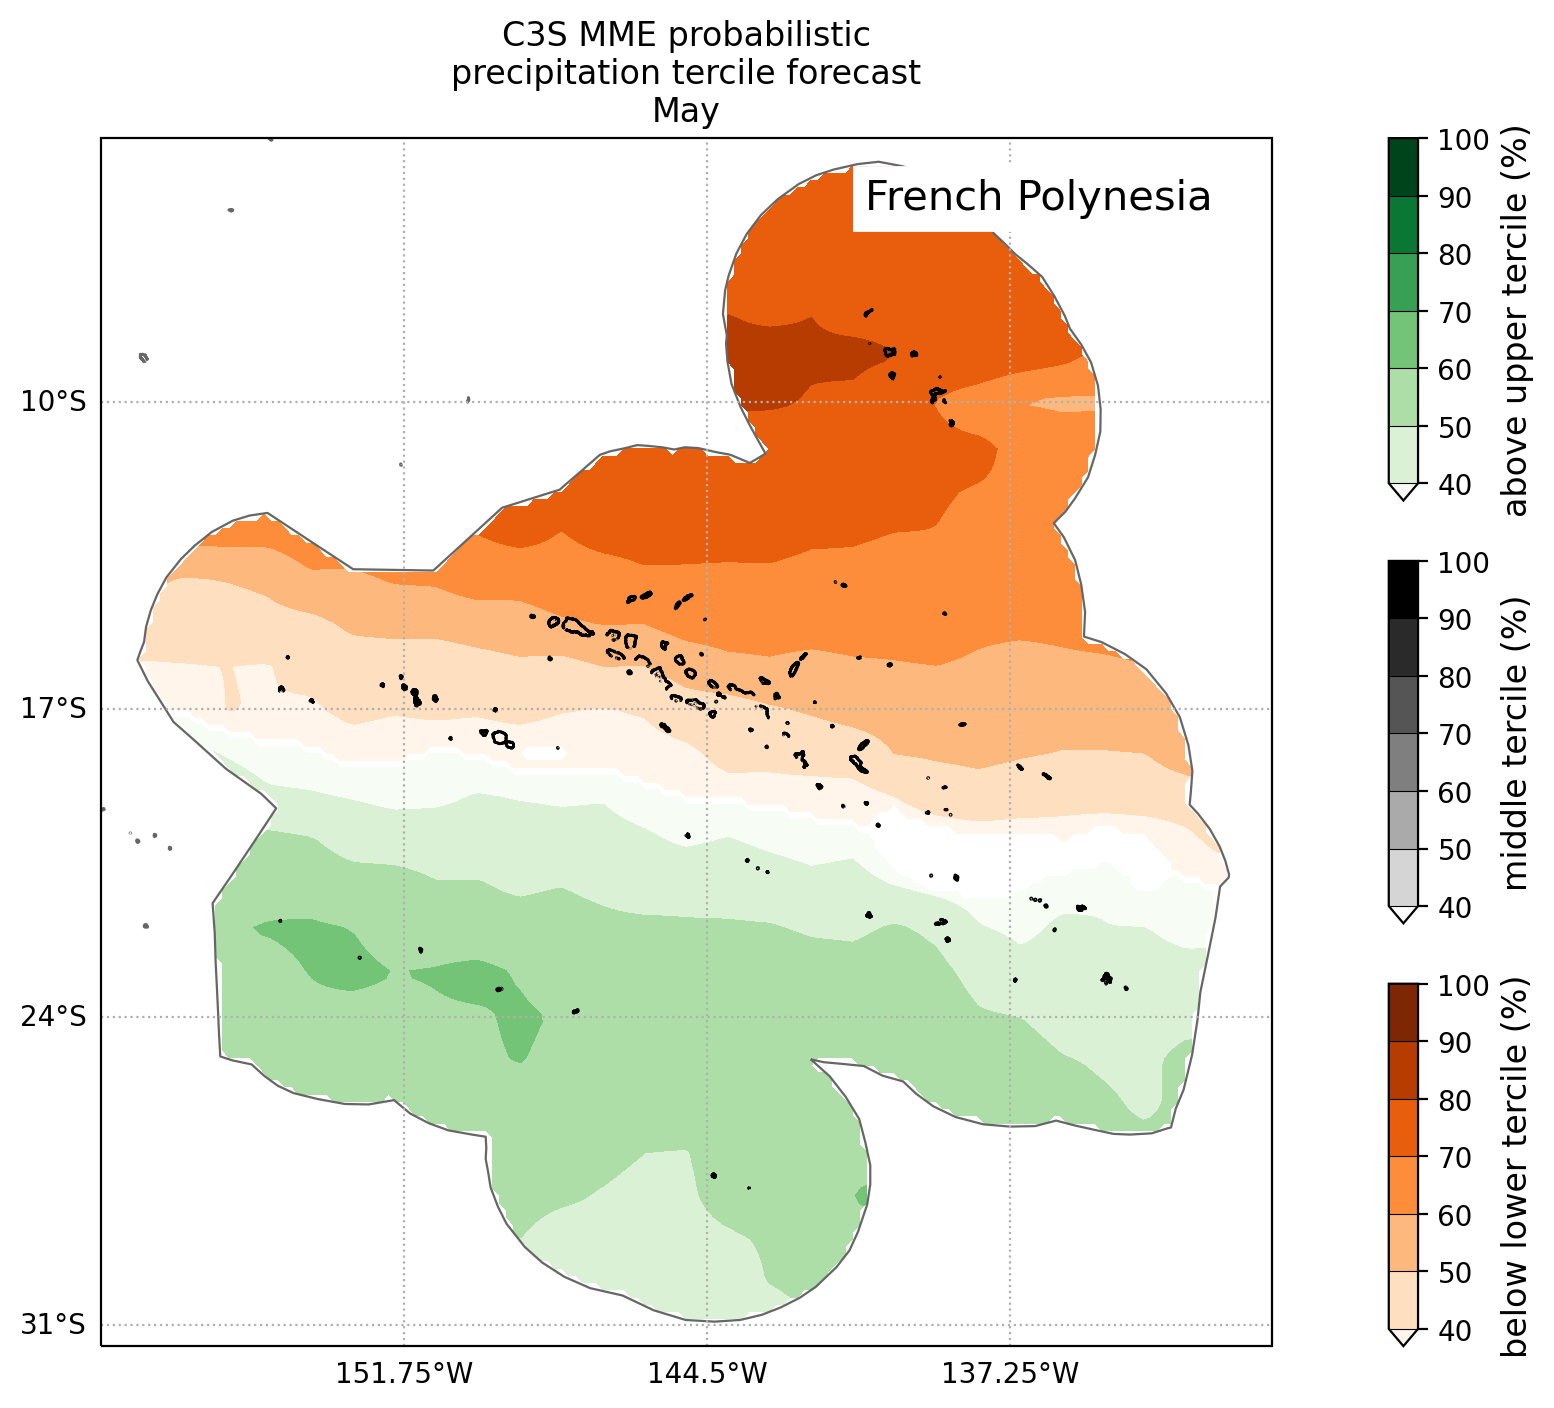 C3S MME probabilistic
precipitation tercile forecast
May
French Polynesia
10°S
17°S
24°S
31°S
151.75°W
144.5°W
137.25°W
100
90
80
70
60
50
40
above upper tercile (%)
100
90
80
70
60
50
40
middle tercile (%)
100
90
80
70
60
50
40
below lower tercile (%)